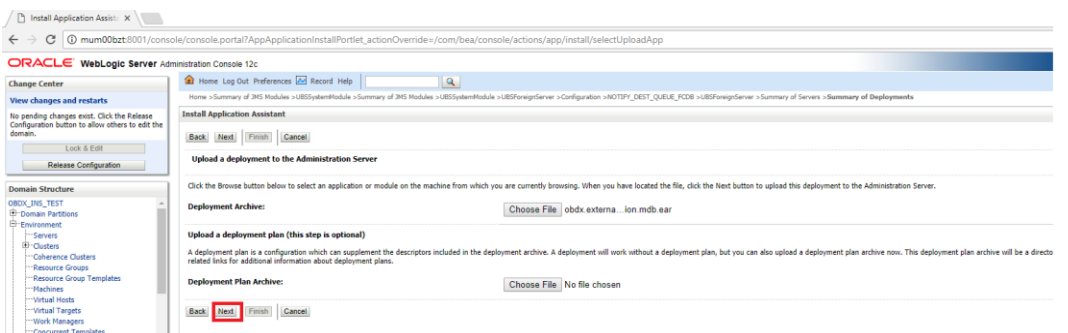 Install Application Assist
mum00bzt:8001/console/console.portal?AppApplicationInstallPortlet_actionOverride=/com/bea/console/actions/app/install/selectUploadApp
ORACLE WebLogic Server Administration Console 12c
Change Center
View changes and restarts
No pending changes exist. Click the Release
Configuration button to allow others to edit the
domain.
Lock & Edit
Release Configuration
Domain Structure
OBDX_INS_TEST
Domain Partitions
Environment
Servers
Clusters
Coherence Clusters
Resource Groups
Resource Group Templates
Machines
Virtual Hosts
Virtual Targets
Work Managers
Concurrent Templates
Home Log Out Preferences Record Help
Home >Summary of JMS Modules >UBSSystemModule >Summary of JMS Modules >UBSSystemModule >UBSForeignServer >Configuration >NOTIFY_DEST_QUEUE_FCDB >UBSForeignServer >Summary of Servers >Summary of Deployments
Install Application Assistant
Back Next Finish Cancel
Upload a deployment to the Administration Server
Click the Browse button below to select an application or module on the machine from which you are currently browsing. When you have located the file, click the Next button to upload this deployment to the Administration Server.
Deployment Archive: Choose File obdx.externa...ion.mdb.ear
Upload a deployment plan (this step is optional)
A deployment plan is a configuration which can supplement the descriptors included in the deployment archive. A deployment will work without a deployment plan, but you can also upload a deployment plan archive now. This deployment plan archive will be a directo
related links for additional information about deployment plans.
Deployment Plan Archive: Choose File No file chosen
Back Next Finish Cancel